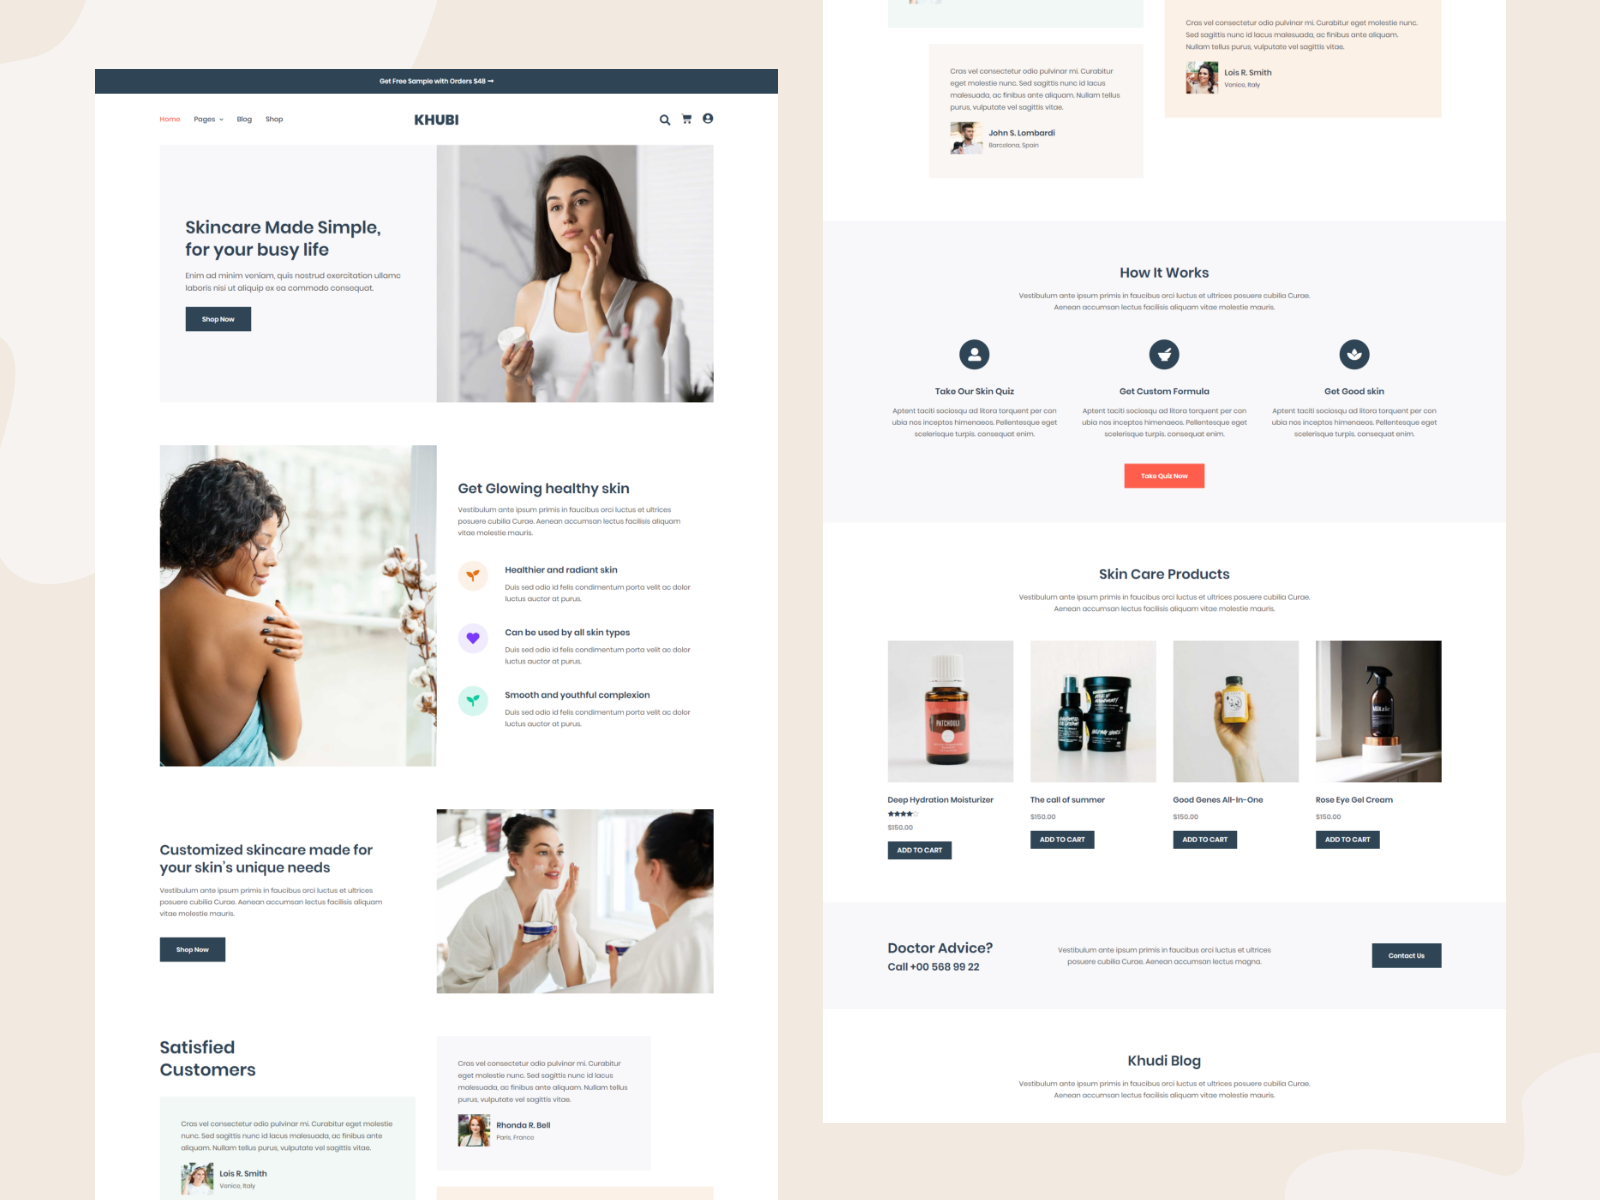 Get Free Sample with Orders $48 →
Home Pages Blog Shop
KHUBI
Skincare Made Simple,
for your busy life
Enim ad minim veniam, quis nostrud exercitation ullamc
laboris nisi ut aliquip ex ea commodo consequat.
Shop Now
Get Glowing healthy skin
Vestibulum ante ipsum primis in faucibus orci luctus et ultrices
posuere cubilia Curae. Aenean accumsan lectus facilisis aliquam
vitae molestie mauris.
Healthier and radiant skin
Duis sed odio id felis condimentum porta velit ac dolor
luctus auctor at purus.
Can be used by all skin types
Duis sed odio id felis condimentum porta velit ac dolor
luctus auctor at purus.
Smooth and youthful complexion
Duis sed odio id felis condimentum porta velit ac dolor
luctus auctor at purus.
Customized skincare made for
your skin's unique needs
Vestibulum ante ipsum primis in faucibus orci luctus et ultrices
posuere cubilia Curae. Aenean accumsan lectus facilisis aliquam
vitae molestie mauris.
Shop Now
Satisfied
Customers
Cras vel consectetur odio pulvinar mi. Curabitur eget molestie
nunc. Sed sagittis nunc id lacus malesuada, ac finibus ante
aliquam. Nullam tellus purus, vulputate vel sagittis vitae.
Lois R. Smith
Venice, Italy
Cras vel consectetur odio pulvinar mi. Curabitur
eget molestie nunc. Sed sagittis nunc id lacus
malesuada, ac finibus ante aliquam. Nullam tellus
purus, vulputate vel sagittis vitae.
Rhonda R. Bell
Paris, France
Cras vel consectetur odio pulvinar mi. Curabitur
eget molestie nunc. Sed sagittis nunc id lacus
malesuada, ac finibus ante aliquam. Nullam tellus
purus, vulputate vel sagittis vitae.
John S. Lombardi
Barcelona, Spain
Cras vel consectetur odio pulvinar mi. Curabitur eget molestie nunc.
Sed sagittis nunc id lacus malesuada, ac finibus ante aliquam.
Nullam tellus purus, vulputate vel sagittis vitae.
Lois R. Smith
Venice, Italy
How It Works
Vestibulum ante ipsum primis in faucibus orci luctus et ultrices posuere cubilia Curae.
Aenean accumsan lectus facilisis aliquam vitae molestie mauris.
Take Our Skin Quiz
Aptent taciti sociosqu ad litora torquent per con
ubia nos inceptos himenaeos. Pellentesque eget
scelerisque turpis. consequat enim.
Get Custom Formula
Aptent taciti sociosqu ad litora torquent per con
ubia nos inceptos himenaeos. Pellentesque eget
scelerisque turpis. consequat enim.
Get Good skin
Aptent taciti sociosqu ad litora torquent per con
ubia nos inceptos himenaeos. Pellentesque eget
scelerisque turpis. consequat enim.
Take Quiz Now
Skin Care Products
Vestibulum ante ipsum primis in faucibus orci luctus et ultrices posuere cubilia Curae.
Aenean accumsan lectus facilisis aliquam vitae molestie mauris.
PATCHOULI
Deep Hydration Moisturizer
$150.00
ADD TO CART
The call of summer
$150.00
ADD TO CART
Good Genes All-In-One
$150.00
ADD TO CART
Rose Eye Gel Cream
$150.00
ADD TO CART
Doctor Advice?
Call +00 568 99 22
Vestibulum ante ipsum primis in faucibus orci luctus et ultrices
posuere cubilia Curae. Aenean accumsan lectus magna.
Contact Us
Khudi Blog
Vestibulum ante ipsum primis in faucibus orci luctus et ultrices posuere cubilia Curae.
Aenean accumsan lectus facilisis aliquam vitae molestie mauris.